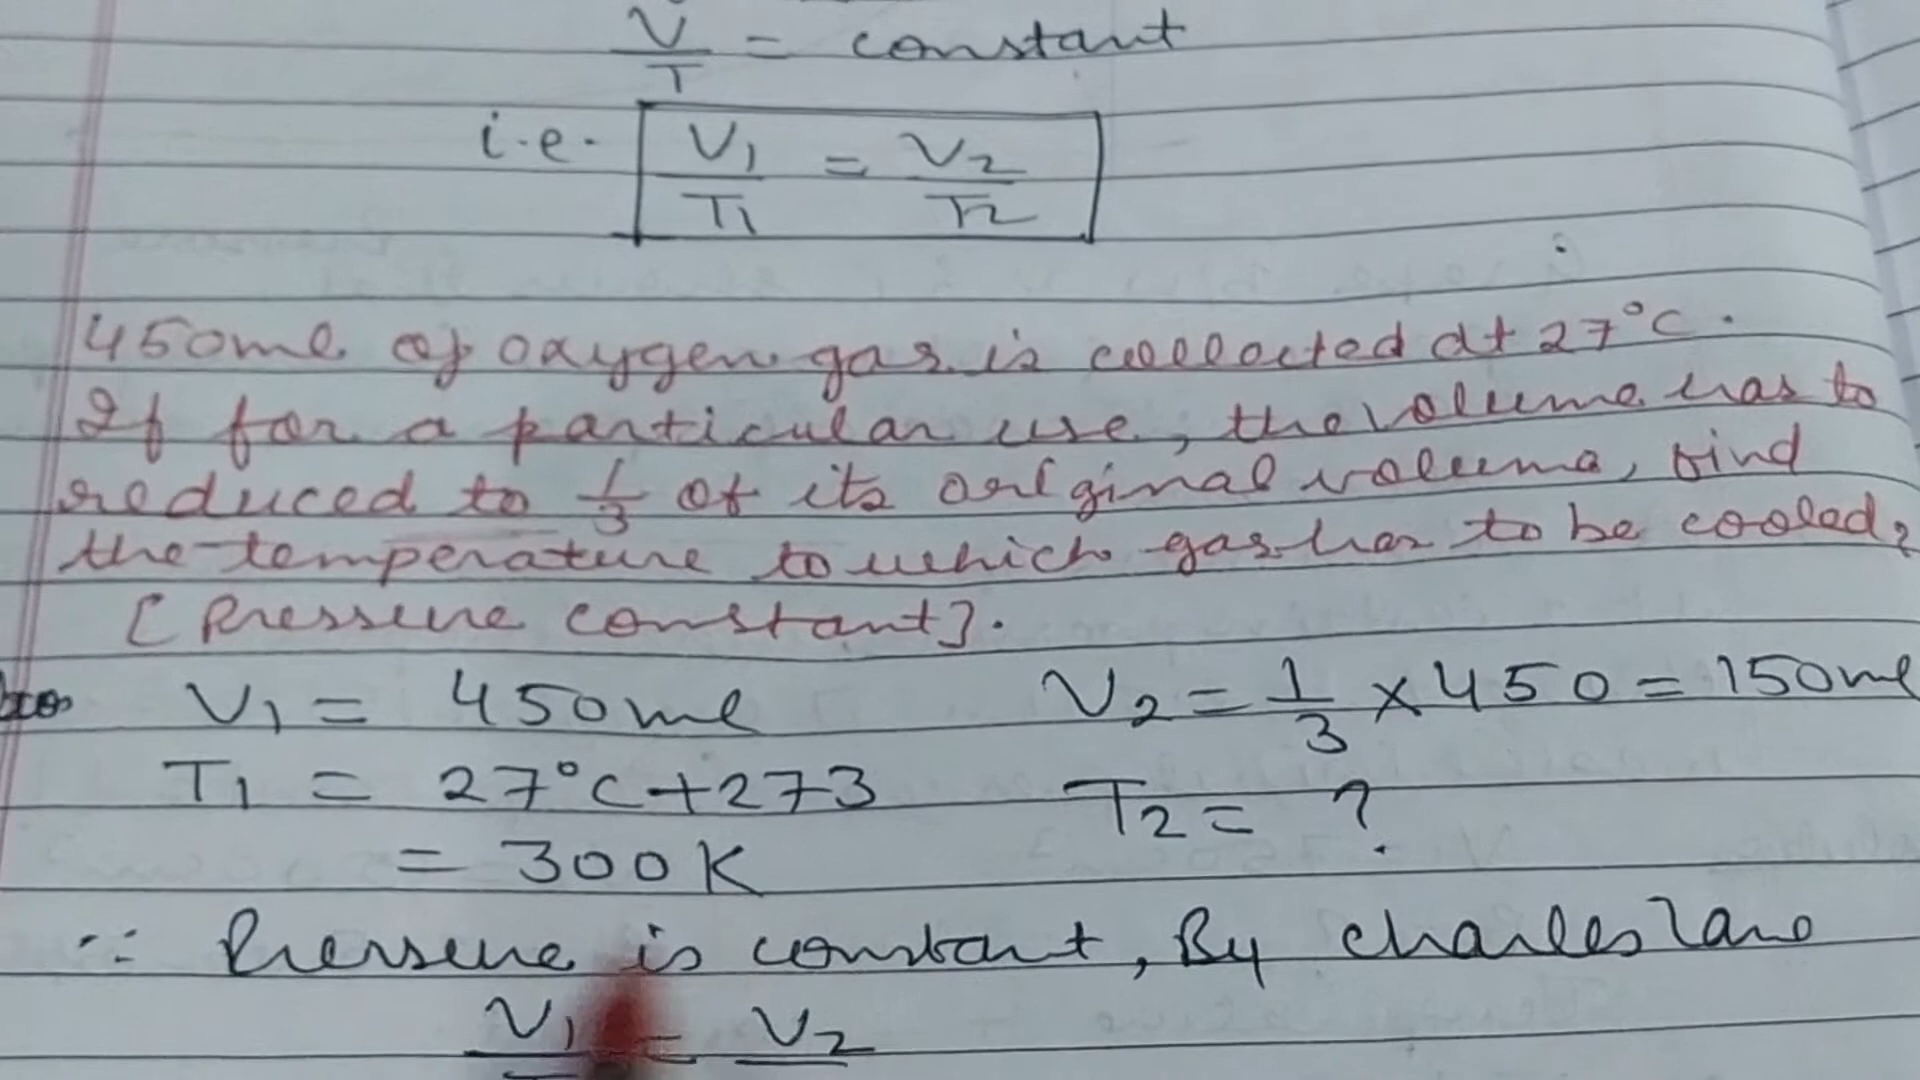 V/T = constant
i.e. V₁/T₁ = V₂/T₂
450ml of oxygen gas is collected at 27°C.
If for a particular use, the volume has to
reduced to 1/3 of its original volume, find
the temperature to which gas has to be cooled?
[Pressure constant].
V₁ = 450ml V₂ = 1/3 × 450 = 150ml
T₁ = 27°C+273 T₂ = ?
= 300K
∵ Pressure is constant, By charles law
V₁ = V₂